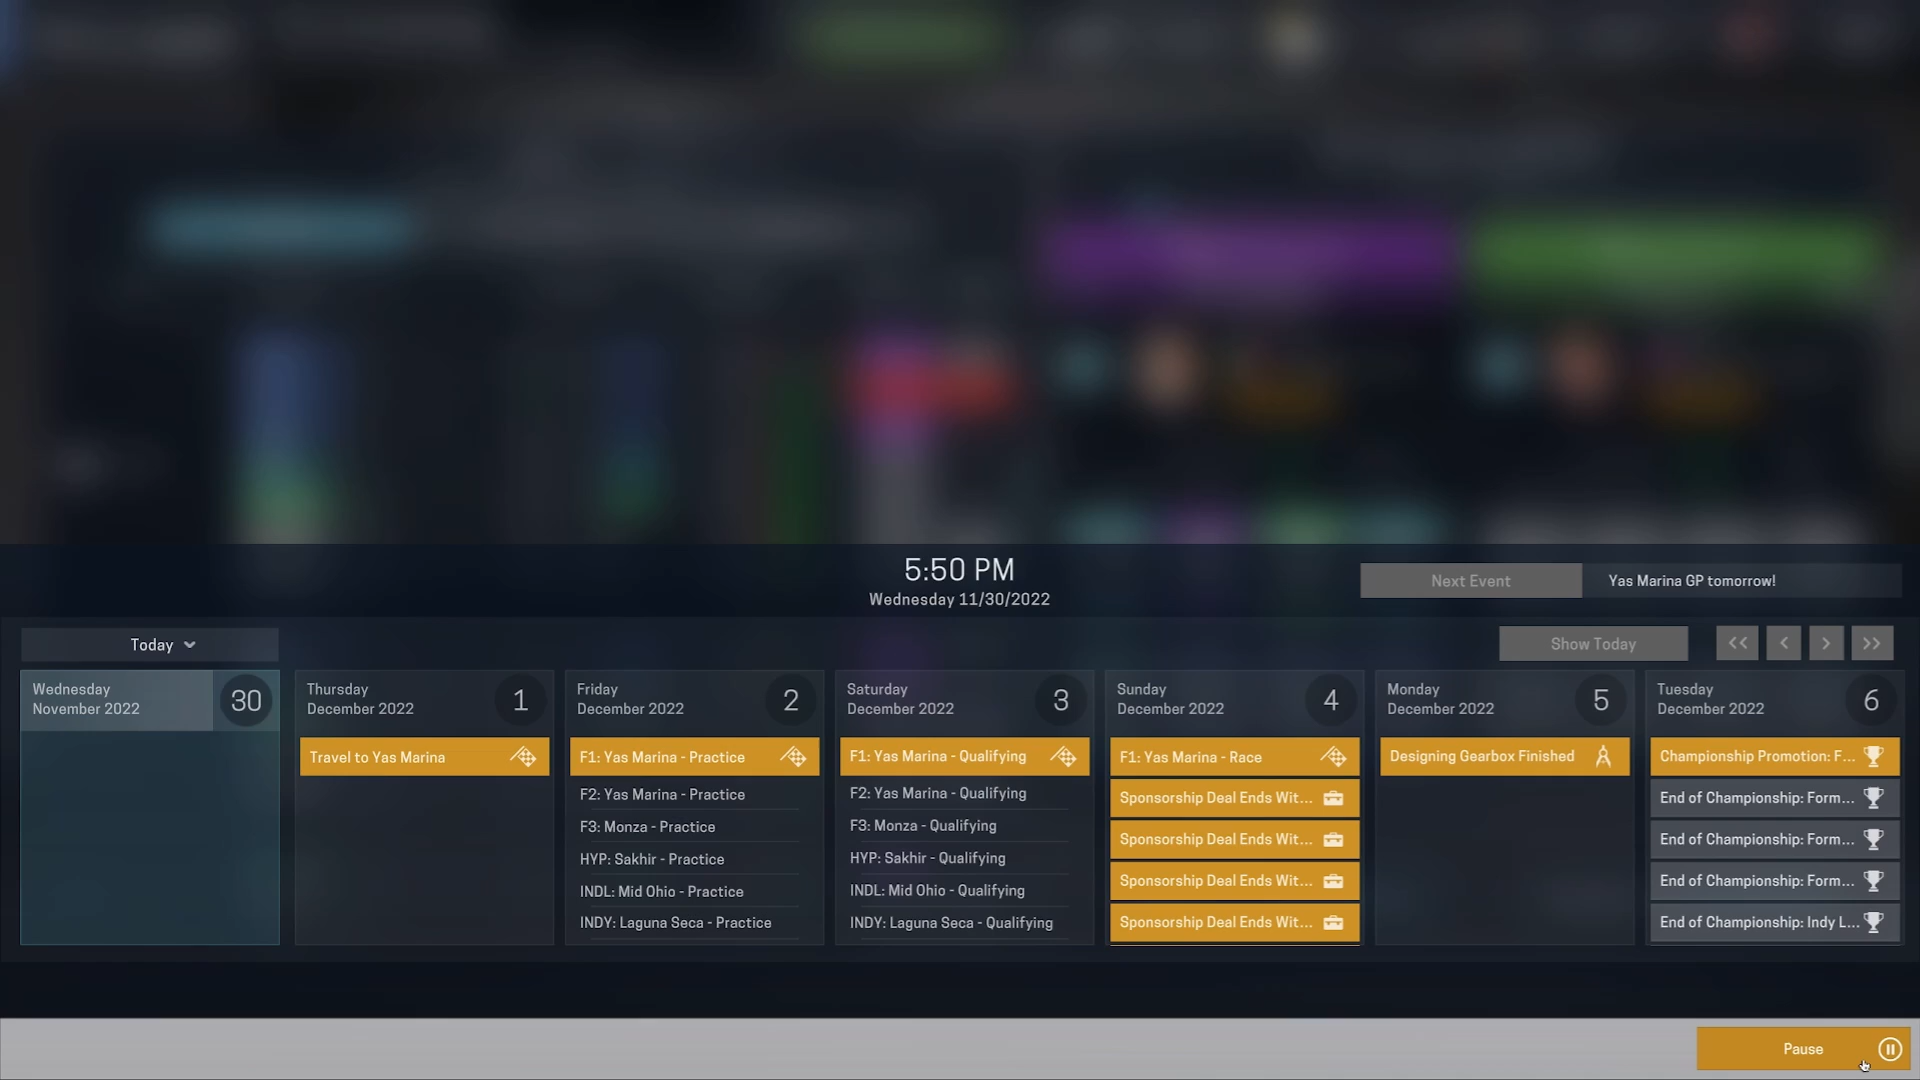 5:50 PM
Wednesday 11/30/2022
Next Event
Yas Marina GP tomorrow!
Today
Show Today
Wednesday
November 2022
30
Thursday
December 2022
1
Travel to Yas Marina
Friday
December 2022
2
F1: Yas Marina - Practice
F2: Yas Marina - Practice
F3: Monza - Practice
HYP: Sakhir - Practice
INDL: Mid Ohio - Practice
INDY: Laguna Seca - Practice
Saturday
December 2022
3
F1: Yas Marina - Qualifying
F2: Yas Marina - Qualifying
F3: Monza - Qualifying
HYP: Sakhir - Qualifying
INDL: Mid Ohio - Qualifying
INDY: Laguna Seca - Qualifying
Sunday
December 2022
4
F1: Yas Marina - Race
Sponsorship Deal Ends Wit...
Sponsorship Deal Ends Wit...
Sponsorship Deal Ends Wit...
Sponsorship Deal Ends Wit...
Monday
December 2022
5
Designing Gearbox Finished
Tuesday
December 2022
6
Championship Promotion: F...
End of Championship: Form...
End of Championship: Form...
End of Championship: Form...
End of Championship: Indy L...
Pause